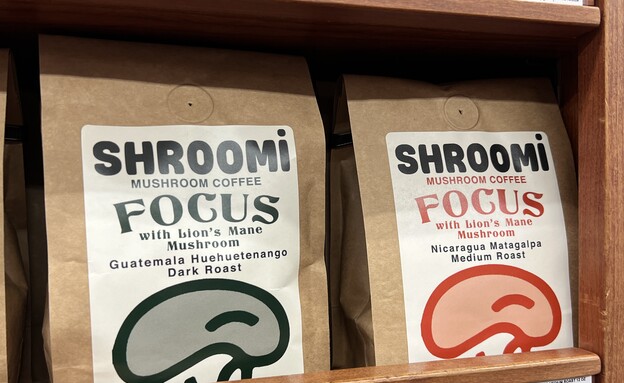 SHROOMi
MUSHROOM COFFEE
FOCUS
with Lion's Mane
Mushroom
Guatemala Huehuetenango
Dark Roast
SHROOMi
MUSHROOM COFFEE
FOCUS
with Lion's Mane
Mushroom
Nicaragua Matagalpa
Medium Roast